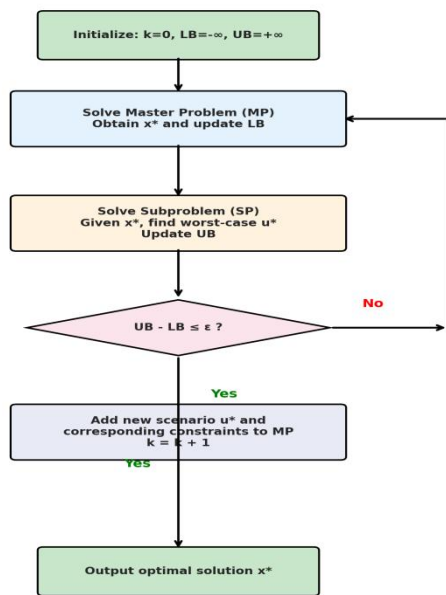 Initialize: k=0, LB=-∞, UB=+∞
Solve Master Problem (MP)
Obtain x* and update LB
Solve Subproblem (SP)
Given x*, find worst-case u*
Update UB
No
UB - LB ≤ ε ?
Yes
Add new scenario u* and
corresponding constraints to MP
k = k + 1
Yes
Output optimal solution x*